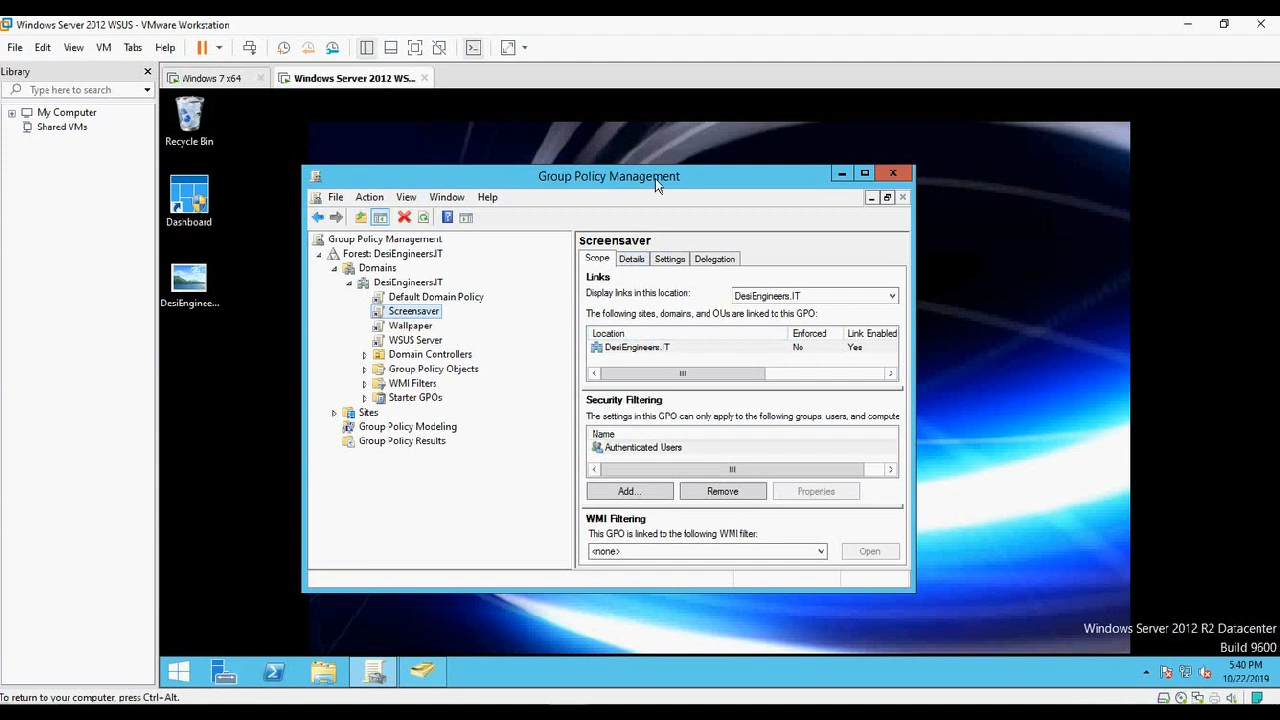 Windows Server 2012 WSUS - VMware Workstation
File Edit View VM Tabs Help
Library
Type here to search
My Computer
Shared VMs
Windows 7 x64
Windows Server 2012 WS...
Recycle Bin
Dashboard
DesiEnginee...
Group Policy Management
File Action View Window Help
Group Policy Management
Forest: DesiEngineers.IT
Domains
DesiEngineers.IT
Default Domain Policy
Screensaver
Wallpaper
WSUS Server
Domain Controllers
Group Policy Objects
WMI Filters
Starter GPOs
Sites
Group Policy Modeling
Group Policy Results
Screensaver
Scope Details Settings Delegation
Links
Display links in this location: DesiEngineers.IT
The following sites, domains, and OUs are linked to this GPO:
Location Enforced Link Enabled
DesiEngineers.IT No Yes
Security Filtering
The settings in this GPO can only apply to the following groups, users, and compute
Name
Authenticated Users
Add... Remove Properties
WMI Filtering
This GPO is linked to the following WMI filter:
<none> Open
Windows Server 2012 R2 Datacenter
Build 9600
5:40 PM
10/22/2019
To return to your computer, press Ctrl-Alt.